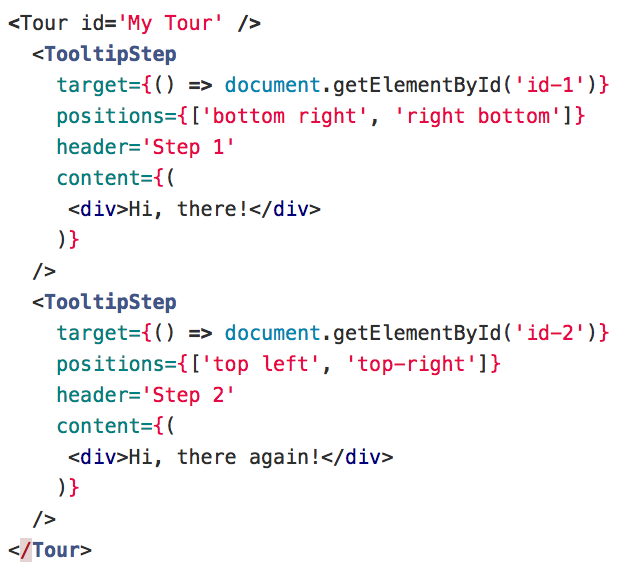 <Tour id='My Tour' />
  <TooltipStep
    target={() => document.getElementById('id-1')}
    positions={['bottom right', 'right bottom']}
    header='Step 1'
    content={(
     <div>Hi, there!</div>
    )}
  />
  <TooltipStep
    target={() => document.getElementById('id-2')}
    positions={['top left', 'top-right']}
    header='Step 2'
    content={(
     <div>Hi, there again!</div>
    )}
  />
</Tour>